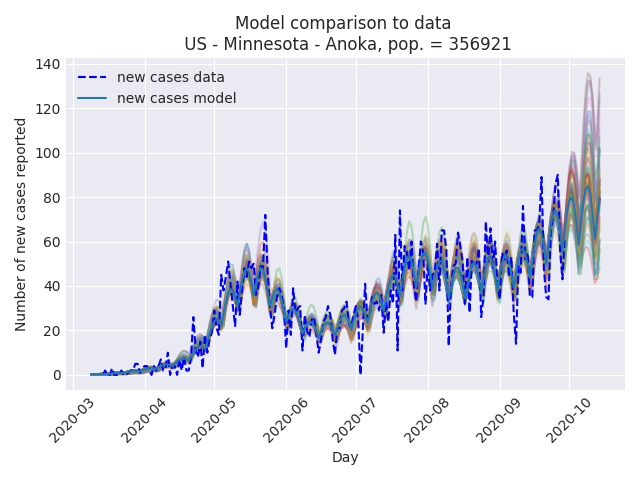 Model comparison to data
US - Minnesota - Anoka, pop. = 356921
new cases data
new cases model
Number of new cases reported
140
120
100
80
60
40
20
0
2020-03
2020-04
2020-05
2020-06
2020-07
2020-08
2020-09
2020-10
Day